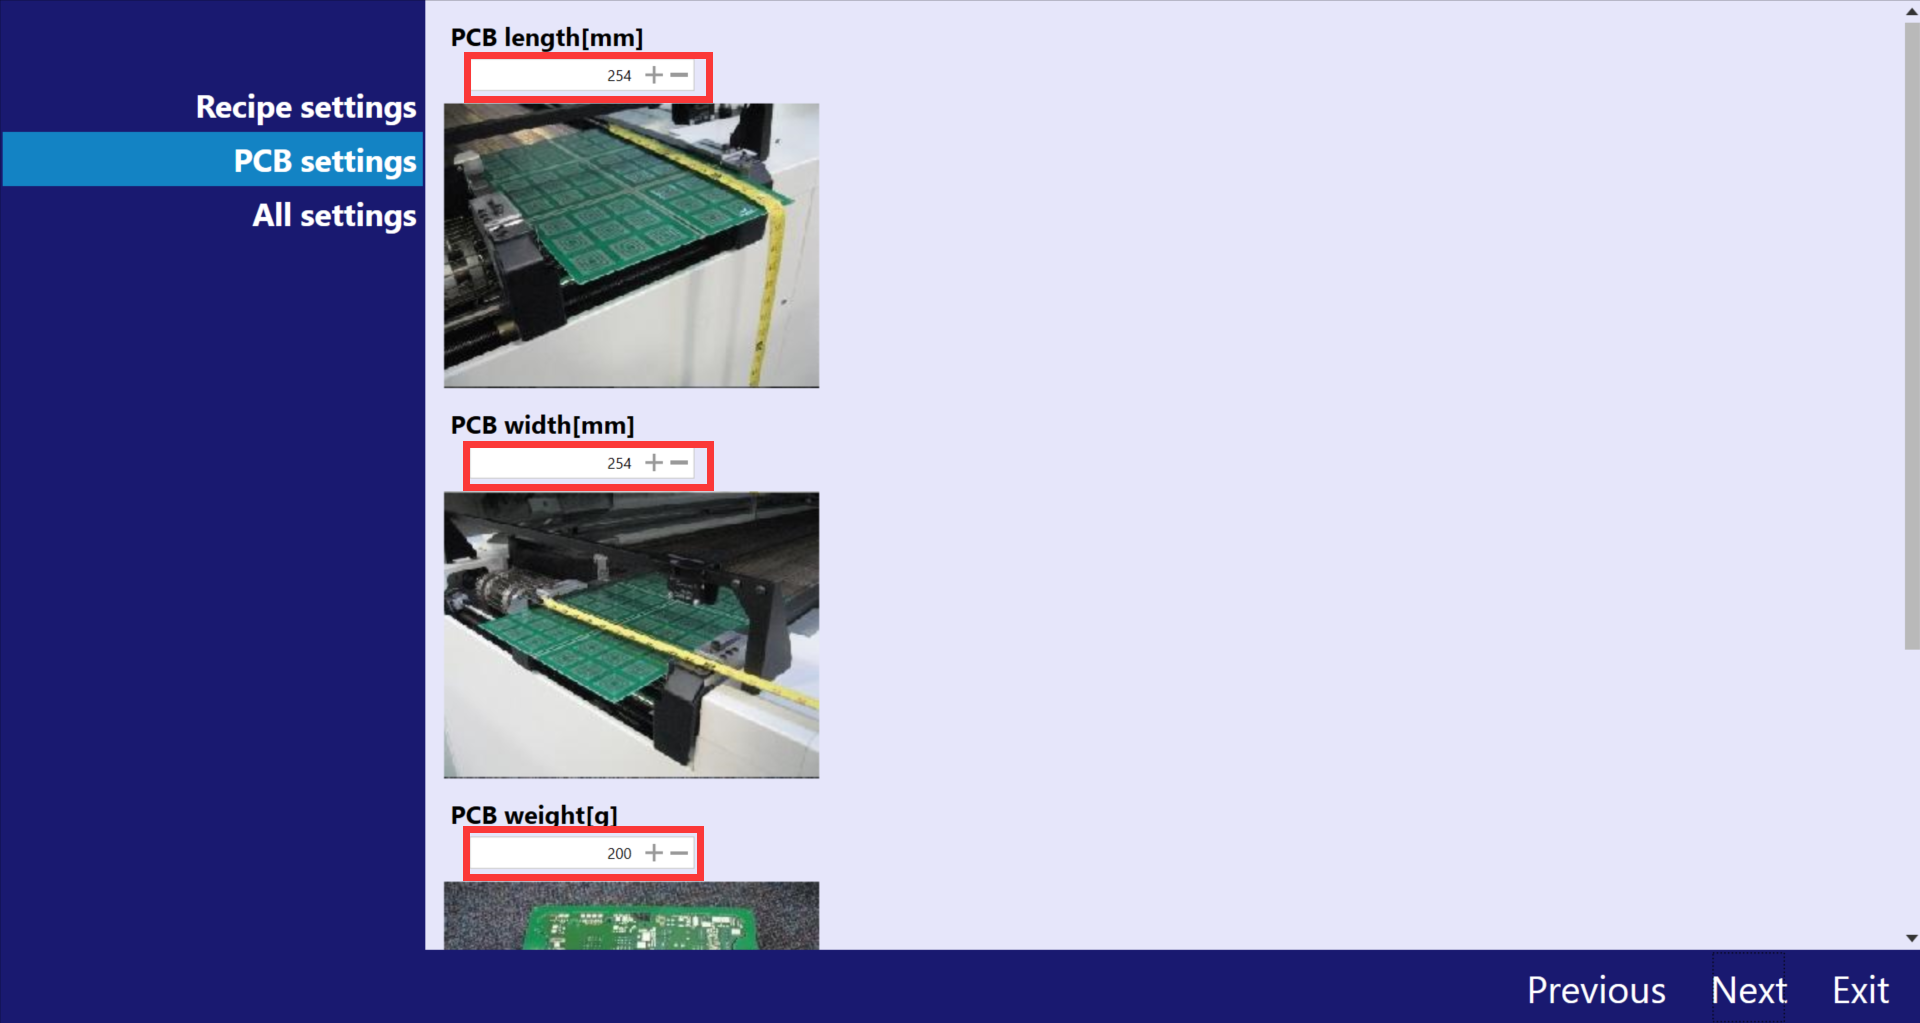 Recipe settings
PCB settings
All settings
PCB length[mm]
254
PCB width[mm]
254
PCB weight[g]
200
Previous
Next
Exit